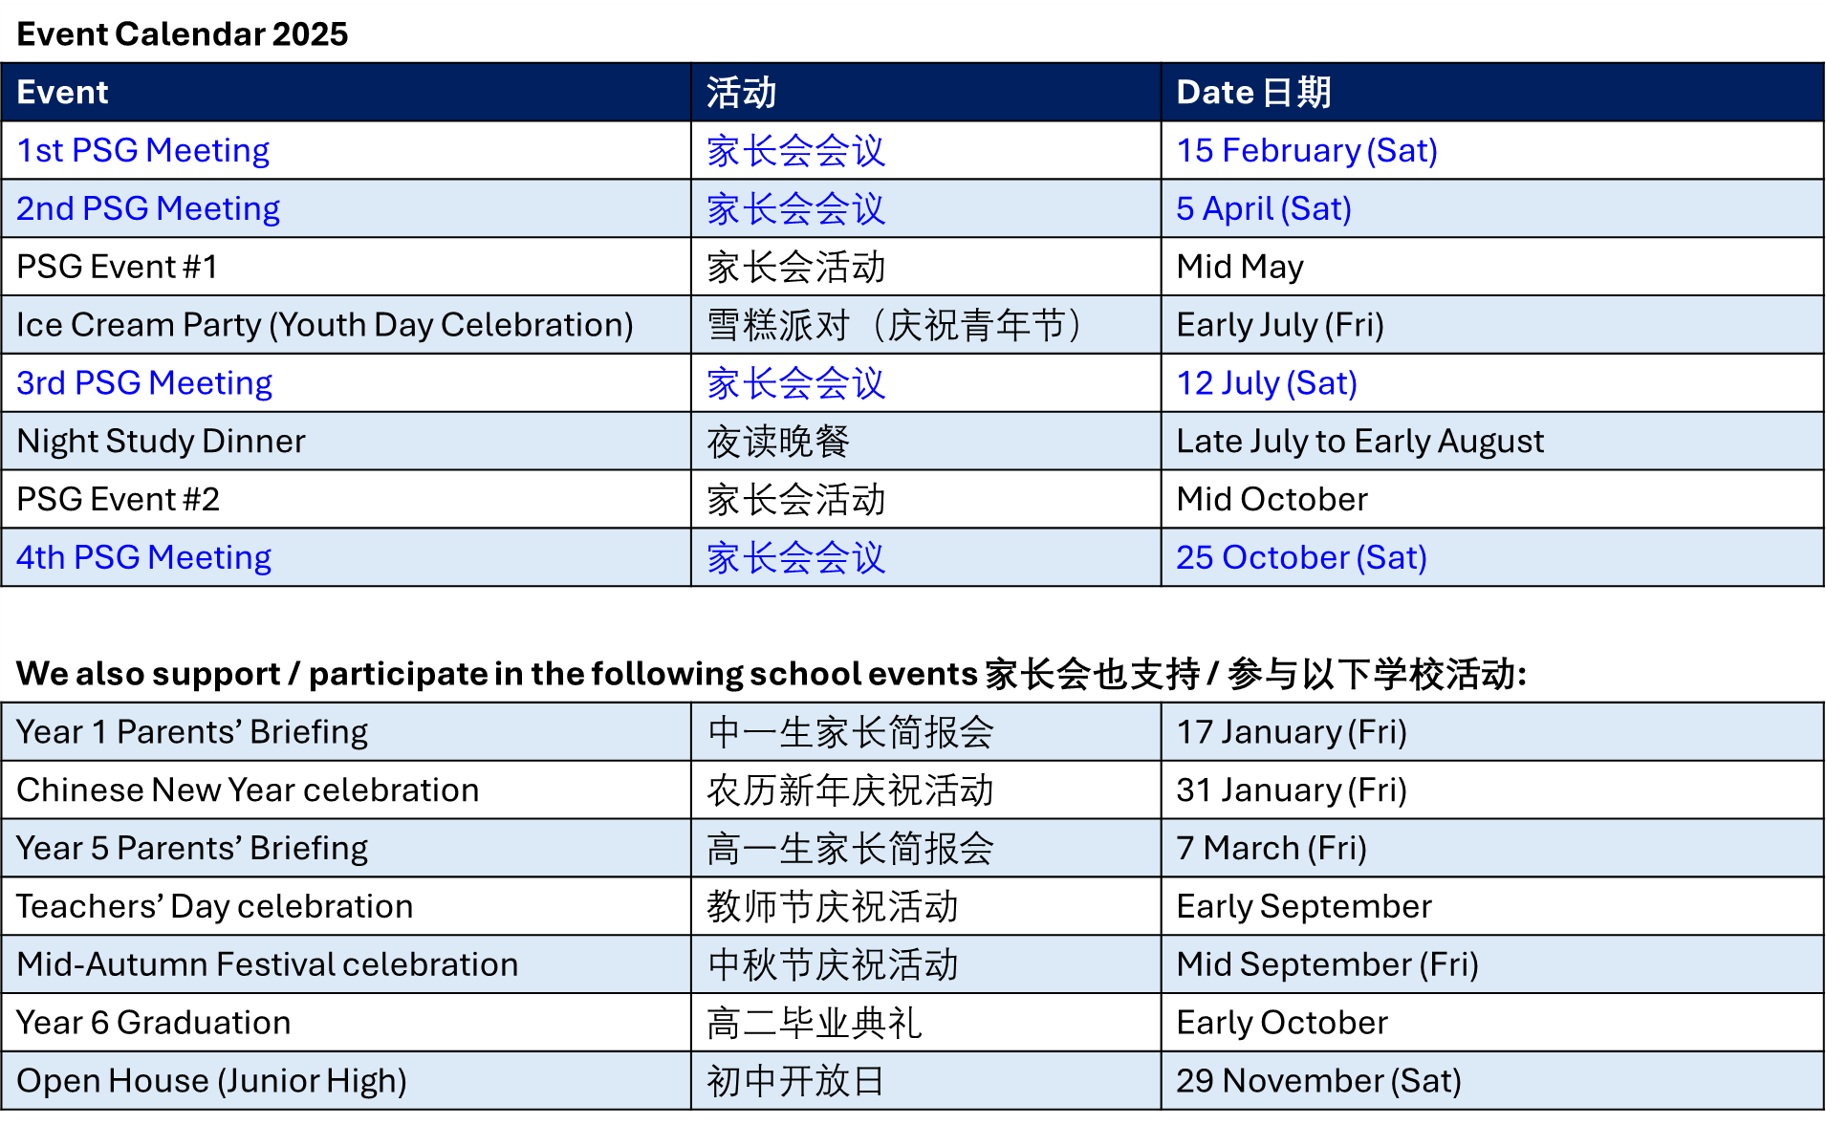 Event Calendar 2025
Event 活动 Date 日期
1st PSG Meeting 家长会会议 15 February (Sat)
2nd PSG Meeting 家长会会议 5 April (Sat)
PSG Event #1 家长会活动 Mid May
Ice Cream Party (Youth Day Celebration) 雪糕派对（庆祝青年节） Early July (Fri)
3rd PSG Meeting 家长会会议 12 July (Sat)
Night Study Dinner 夜读晚餐 Late July to Early August
PSG Event #2 家长会活动 Mid October
4th PSG Meeting 家长会会议 25 October (Sat)
We also support / participate in the following school events 家长会也支持 / 参与以下学校活动:
Year 1 Parents’ Briefing 中一生家长简报会 17 January (Fri)
Chinese New Year celebration 农历新年庆祝活动 31 January (Fri)
Year 5 Parents’ Briefing 高一生家长简报会 7 March (Fri)
Teachers’ Day celebration 教师节庆祝活动 Early September
Mid-Autumn Festival celebration 中秋节庆祝活动 Mid September (Fri)
Year 6 Graduation 高二毕业典礼 Early October
Open House (Junior High) 初中开放日 29 November (Sat)